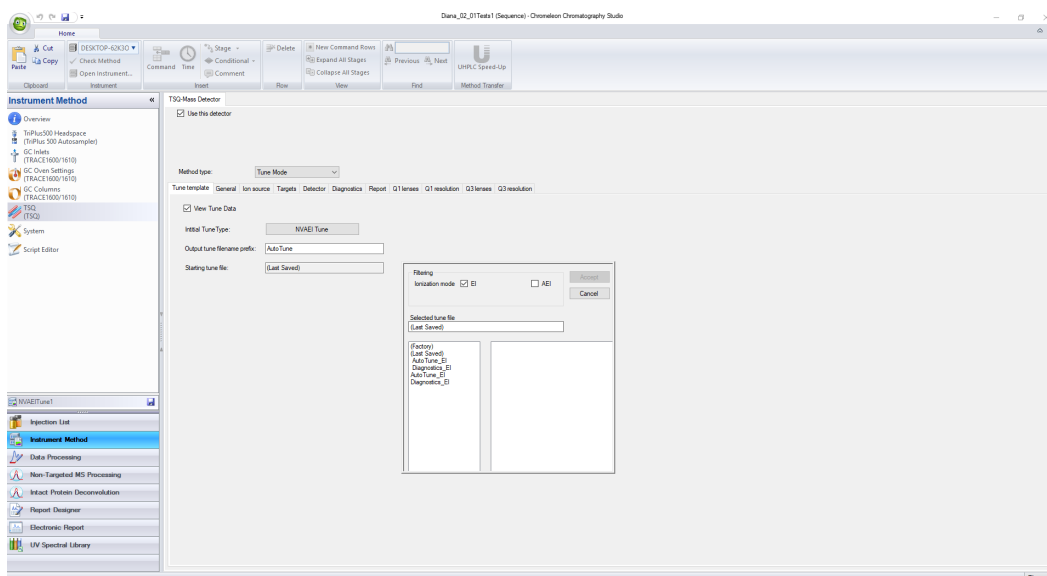 Diana_02_01Tests1 (Sequence) - Chromeleon Chromatography Studio
Home
Paste
Cut
Copy
Clipboard
DESKTOP-62K3O
Check Method
Open Instrument...
Instrument
Command
Time
Stage
Conditional
Comment
Insert
Delete
Row
New Command Rows
Expand All Stages
Collapse All Stages
View
Previous
Next
Find
UHPLC Speed-Up
Method Transfer
Instrument Method «
Overview
TriPlus500 Headspace
(TriPlus 500 Autosampler)
GC Inlets
(TRACE1600/1610)
GC Oven Settings
(TRACE1600/1610)
GC Columns
(TRACE1600/1610)
TSQ
(TSQ)
System
Script Editor
NVAEITune1
Injection List
Instrument Method
Data Processing
Non-Targeted MS Processing
Intact Protein Deconvolution
Report Designer
Electronic Report
UV Spectral Library
TSQ-Mass Detector
Use this detector
Method type: Tune Mode
Tune template General Ion source Targets Detector Diagnostics Report Q1 lenses Q1 resolution Q3 lenses Q3 resolution
View Tune Data
Initial Tune Type: NVAEI Tune
Output tune filename prefix: AutoTune
Starting tune file: (Last Saved)
Filtering
Ionization mode EI AEI
Accept
Cancel
Selected tune file
(Last Saved)
(Factory)
(Last Saved)
AutoTune_EI
Diagnostics_EI
AutoTune_EI
Diagnostics_EI